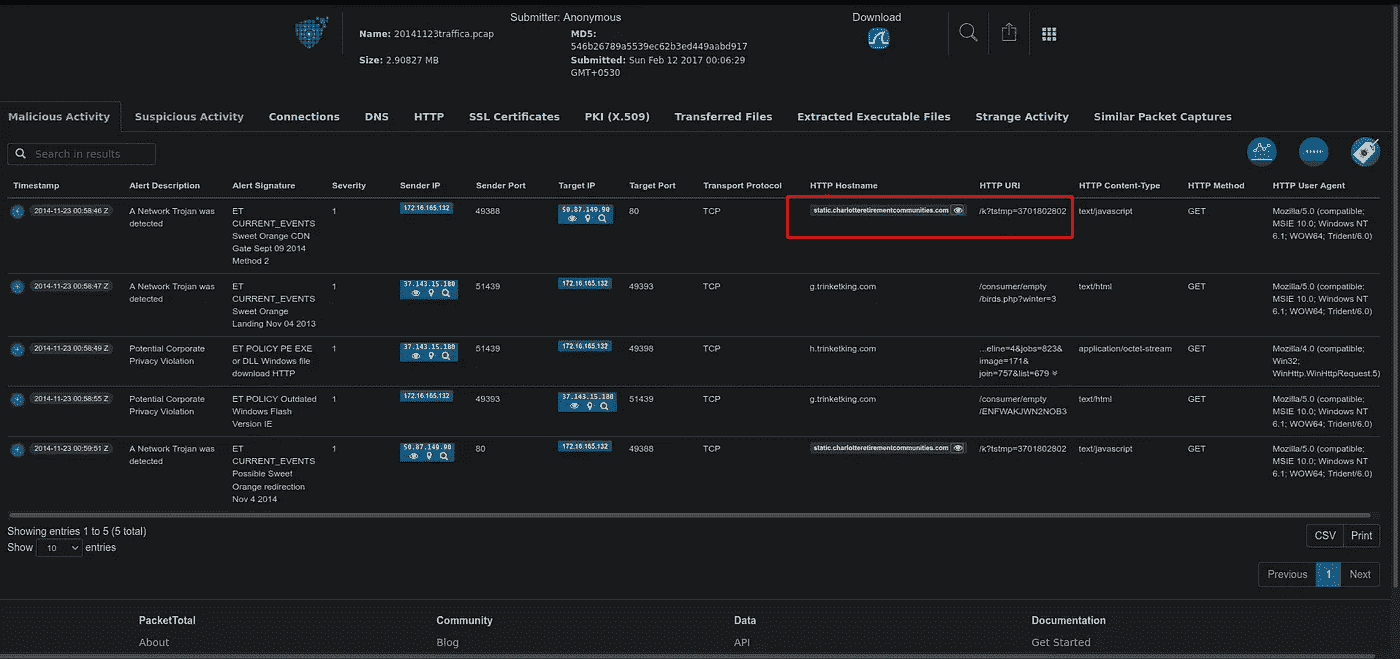 Submitter: Anonymous
Download
Name: 20141123traffica.pcap
MD5:
546b26789a5539ec62b3ed449aabd917
Size: 2.90827 MB
Submitted: Sun Feb 12 2017 00:06:29
GMT+0530
Malicious Activity Suspicious Activity Connections DNS HTTP SSL Certificates PKI (X.509) Transferred Files Extracted Executable Files Strange Activity Similar Packet Captures
Search in results
Timestamp Alert Description Alert Signature Severity Sender IP Sender Port Target IP Target Port Transport Protocol HTTP Hostname HTTP URI HTTP Content-Type HTTP Method HTTP User Agent
2014-11-23 00:58:46 Z A Network Trojan was ET 1 172.16.165.132 49388 50.87.149.90 80 TCP static.charlotteretirementcommunities.com /k?tstmp=3701802802 text/javascript GET Mozilla/5.0 (compatible;
detected CURRENT_EVENTS MSIE 10.0; Windows NT
Sweet Orange CDN 6.1; WOW64; Trident/6.0)
Gate Sept 09 2014
Method 2
2014-11-23 00:58:47 Z A Network Trojan was ET 1 37.143.15.180 51439 172.16.165.132 49393 TCP g.trinketking.com /consumer/empty text/html GET Mozilla/5.0 (compatible;
detected CURRENT_EVENTS /birds.php?winter=3 MSIE 10.0; Windows NT
Sweet Orange 6.1; WOW64; Trident/6.0)
Landing Nov 04 2013
2014-11-23 00:58:49 Z Potential Corporate ET POLICY PE EXE 1 37.143.15.180 51439 172.16.165.132 49398 TCP h.trinketking.com ...eline=4&jobs=823& application/octet-stream GET Mozilla/4.0 (compatible;
Privacy Violation or DLL Windows file image=171& Win32;
download HTTP join=757&list=679 WinHttp.WinHttpRequest.5)
2014-11-23 00:58:55 Z Potential Corporate ET POLICY Outdated 1 172.16.165.132 49393 37.143.15.180 51439 TCP g.trinketking.com /consumer/empty text/html GET Mozilla/5.0 (compatible;
Privacy Violation Windows Flash /ENFWAKJWN2NOB3 MSIE 10.0; Windows NT
Version IE 6.1; WOW64; Trident/6.0)
2014-11-23 00:59:51 Z A Network Trojan was ET 1 50.87.149.90 80 172.16.165.132 49388 TCP static.charlotteretirementcommunities.com /k?tstmp=3701802802 text/javascript GET Mozilla/5.0 (compatible;
detected CURRENT_EVENTS MSIE 10.0; Windows NT
Possible Sweet 6.1; WOW64; Trident/6.0)
Orange redirection
Nov 4 2014
Showing entries 1 to 5 (5 total)
Show 10 entries
CSV Print
Previous 1 Next
PacketTotal Community Data Documentation
About Blog API Get Started